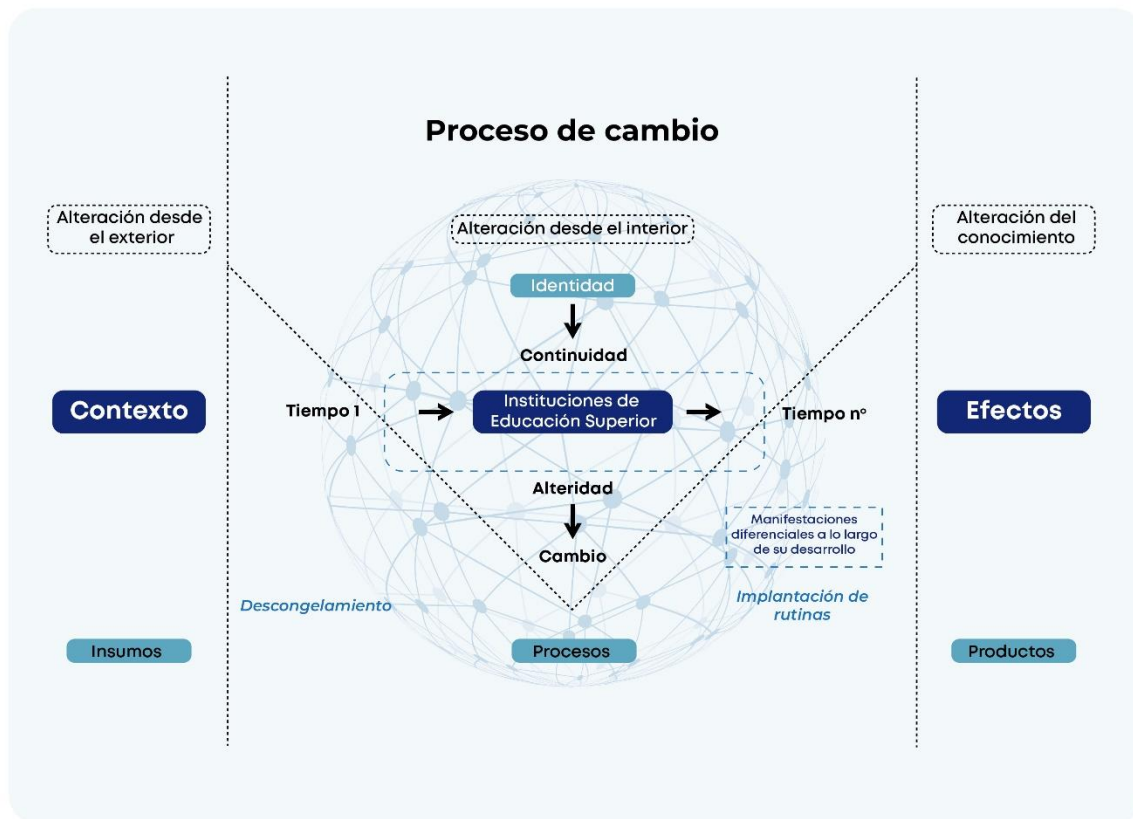 Proceso de cambio
Alteración desde
el exterior
Alteración desde el interior
Alteración del
conocimiento
Identidad
Continuidad
Contexto
Tiempo 1
Instituciones de
Educación Superior
Tiempo n°
Efectos
Alteridad
Cambio
Manifestaciones
diferenciales a lo largo
de su desarrollo
Descongelamiento
Implantación de
rutinas
Insumos
Procesos
Productos